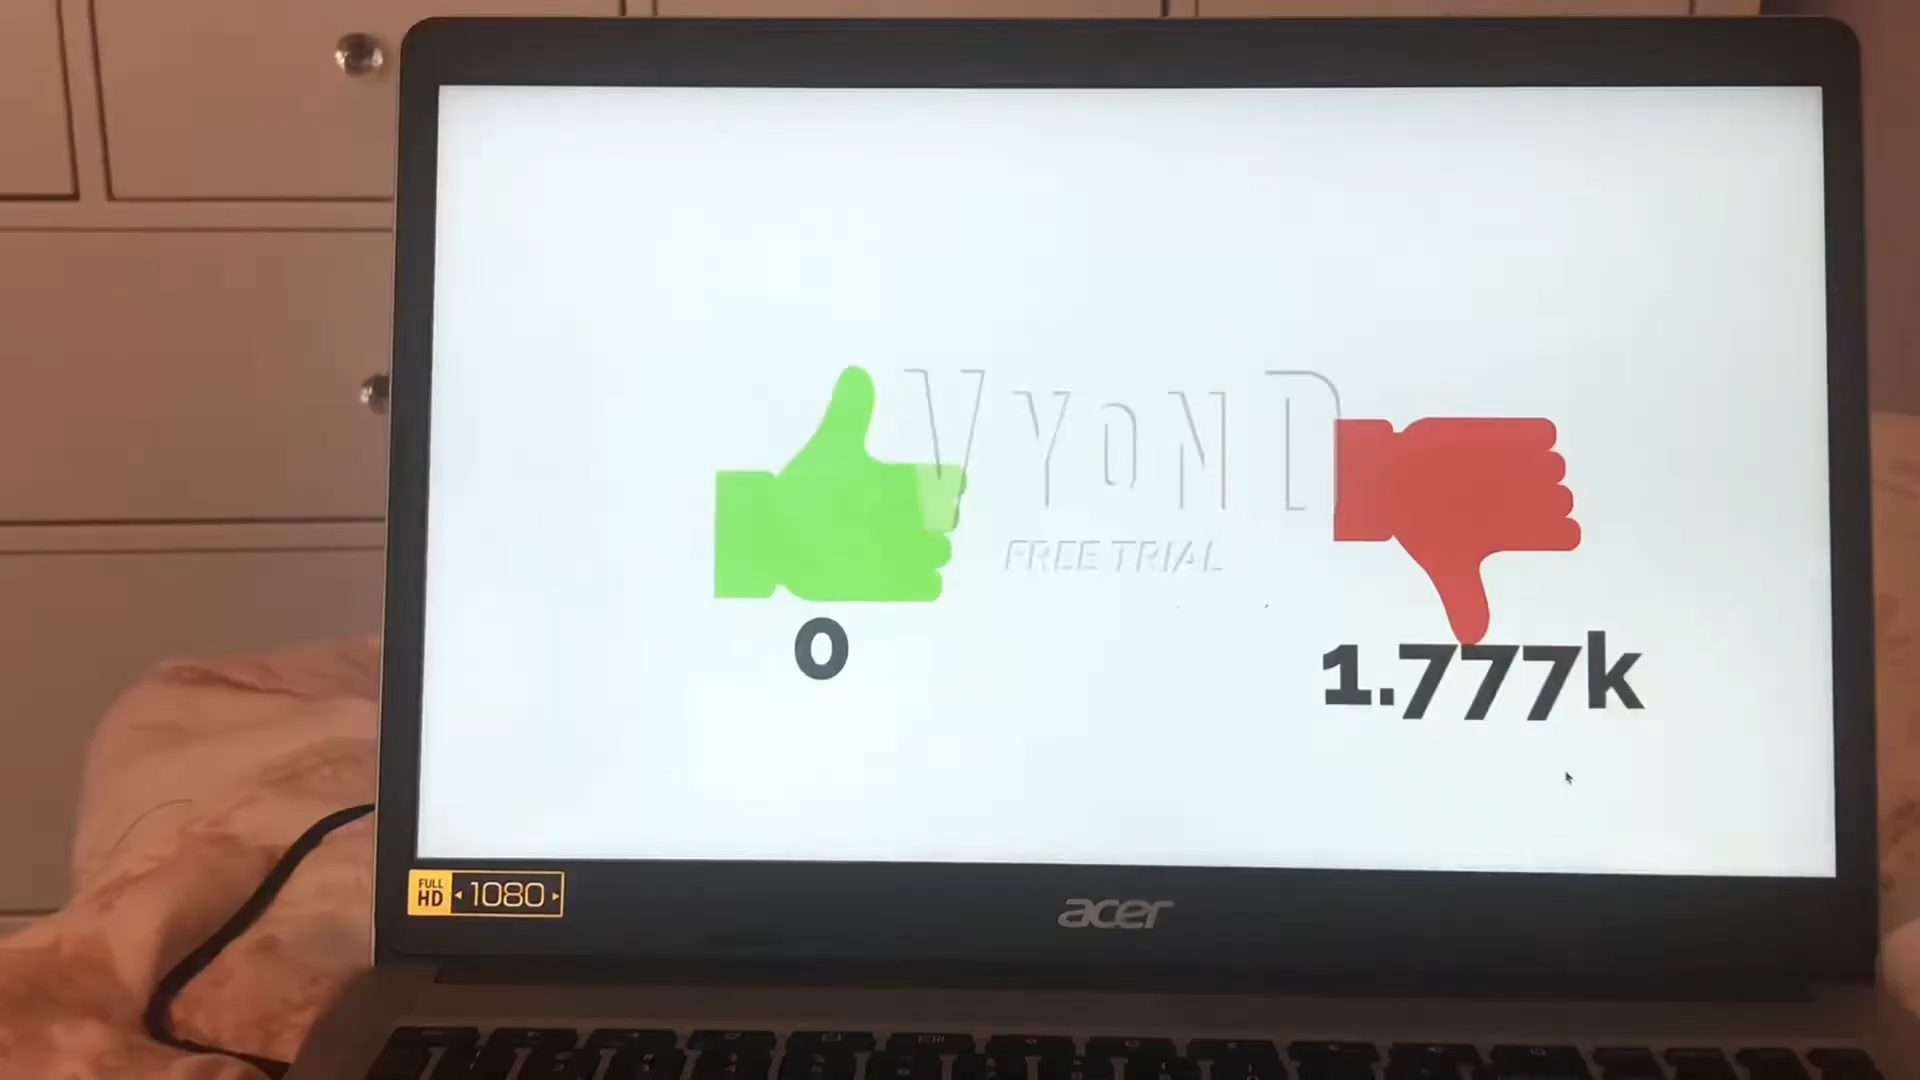 VYOND
FREE TRIAL
0
1.777k
FULL HD 1080
acer